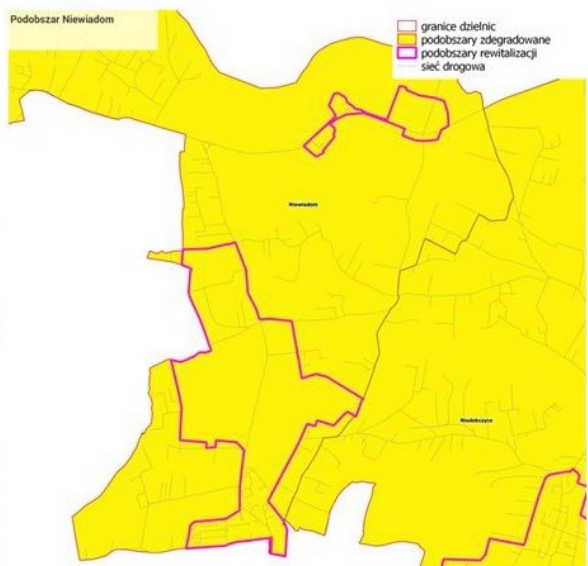 Podobszar Niewiadom
granice dzielnic
podobszary zdegradowane
podobszary rewitalizacji
sieć drogowa
Niewiadom
Niedobczyce